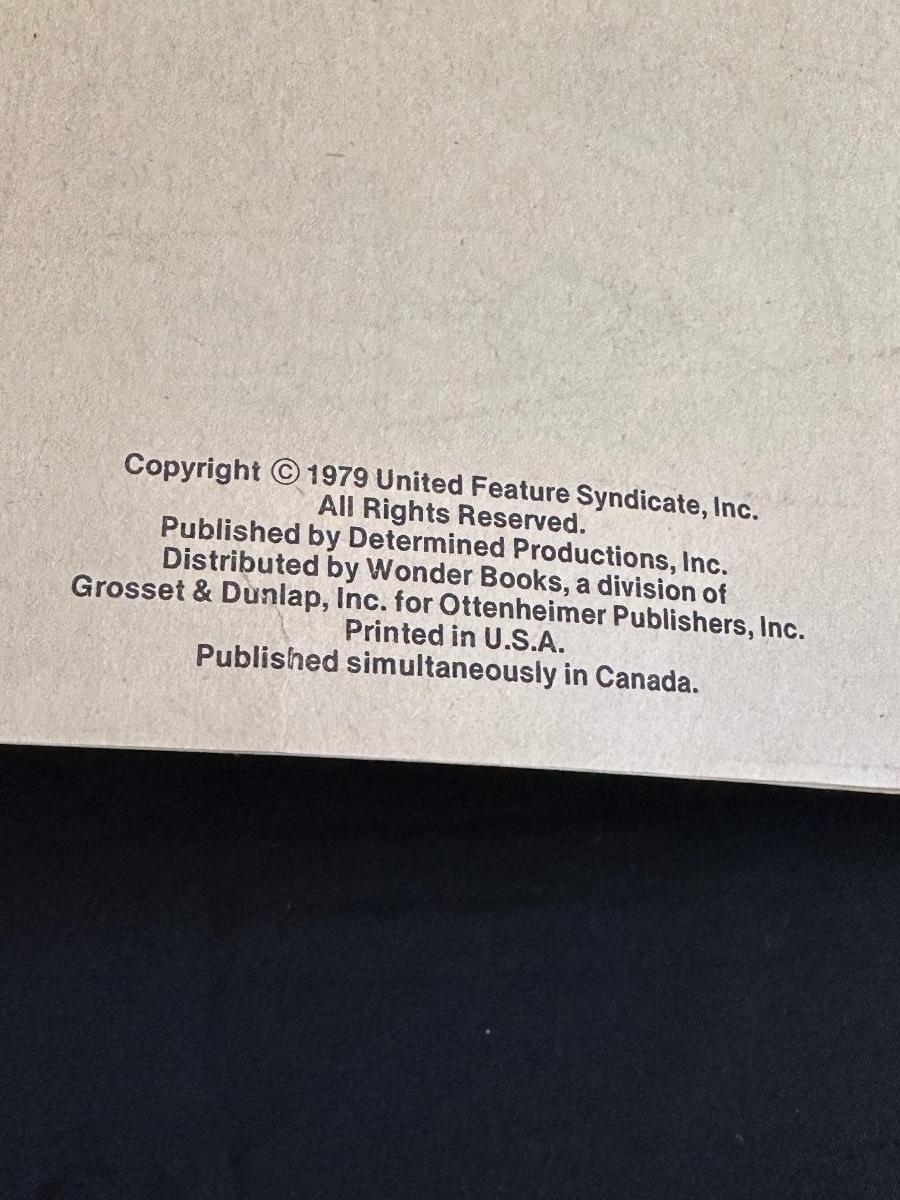 Copyright © 1979 United Feature Syndicate, Inc.
All Rights Reserved.
Published by Determined Productions, Inc.
Distributed by Wonder Books, a division of
Grosset & Dunlap, Inc. for Ottenheimer Publishers, Inc.
Printed in U.S.A.
Published simultaneously in Canada.